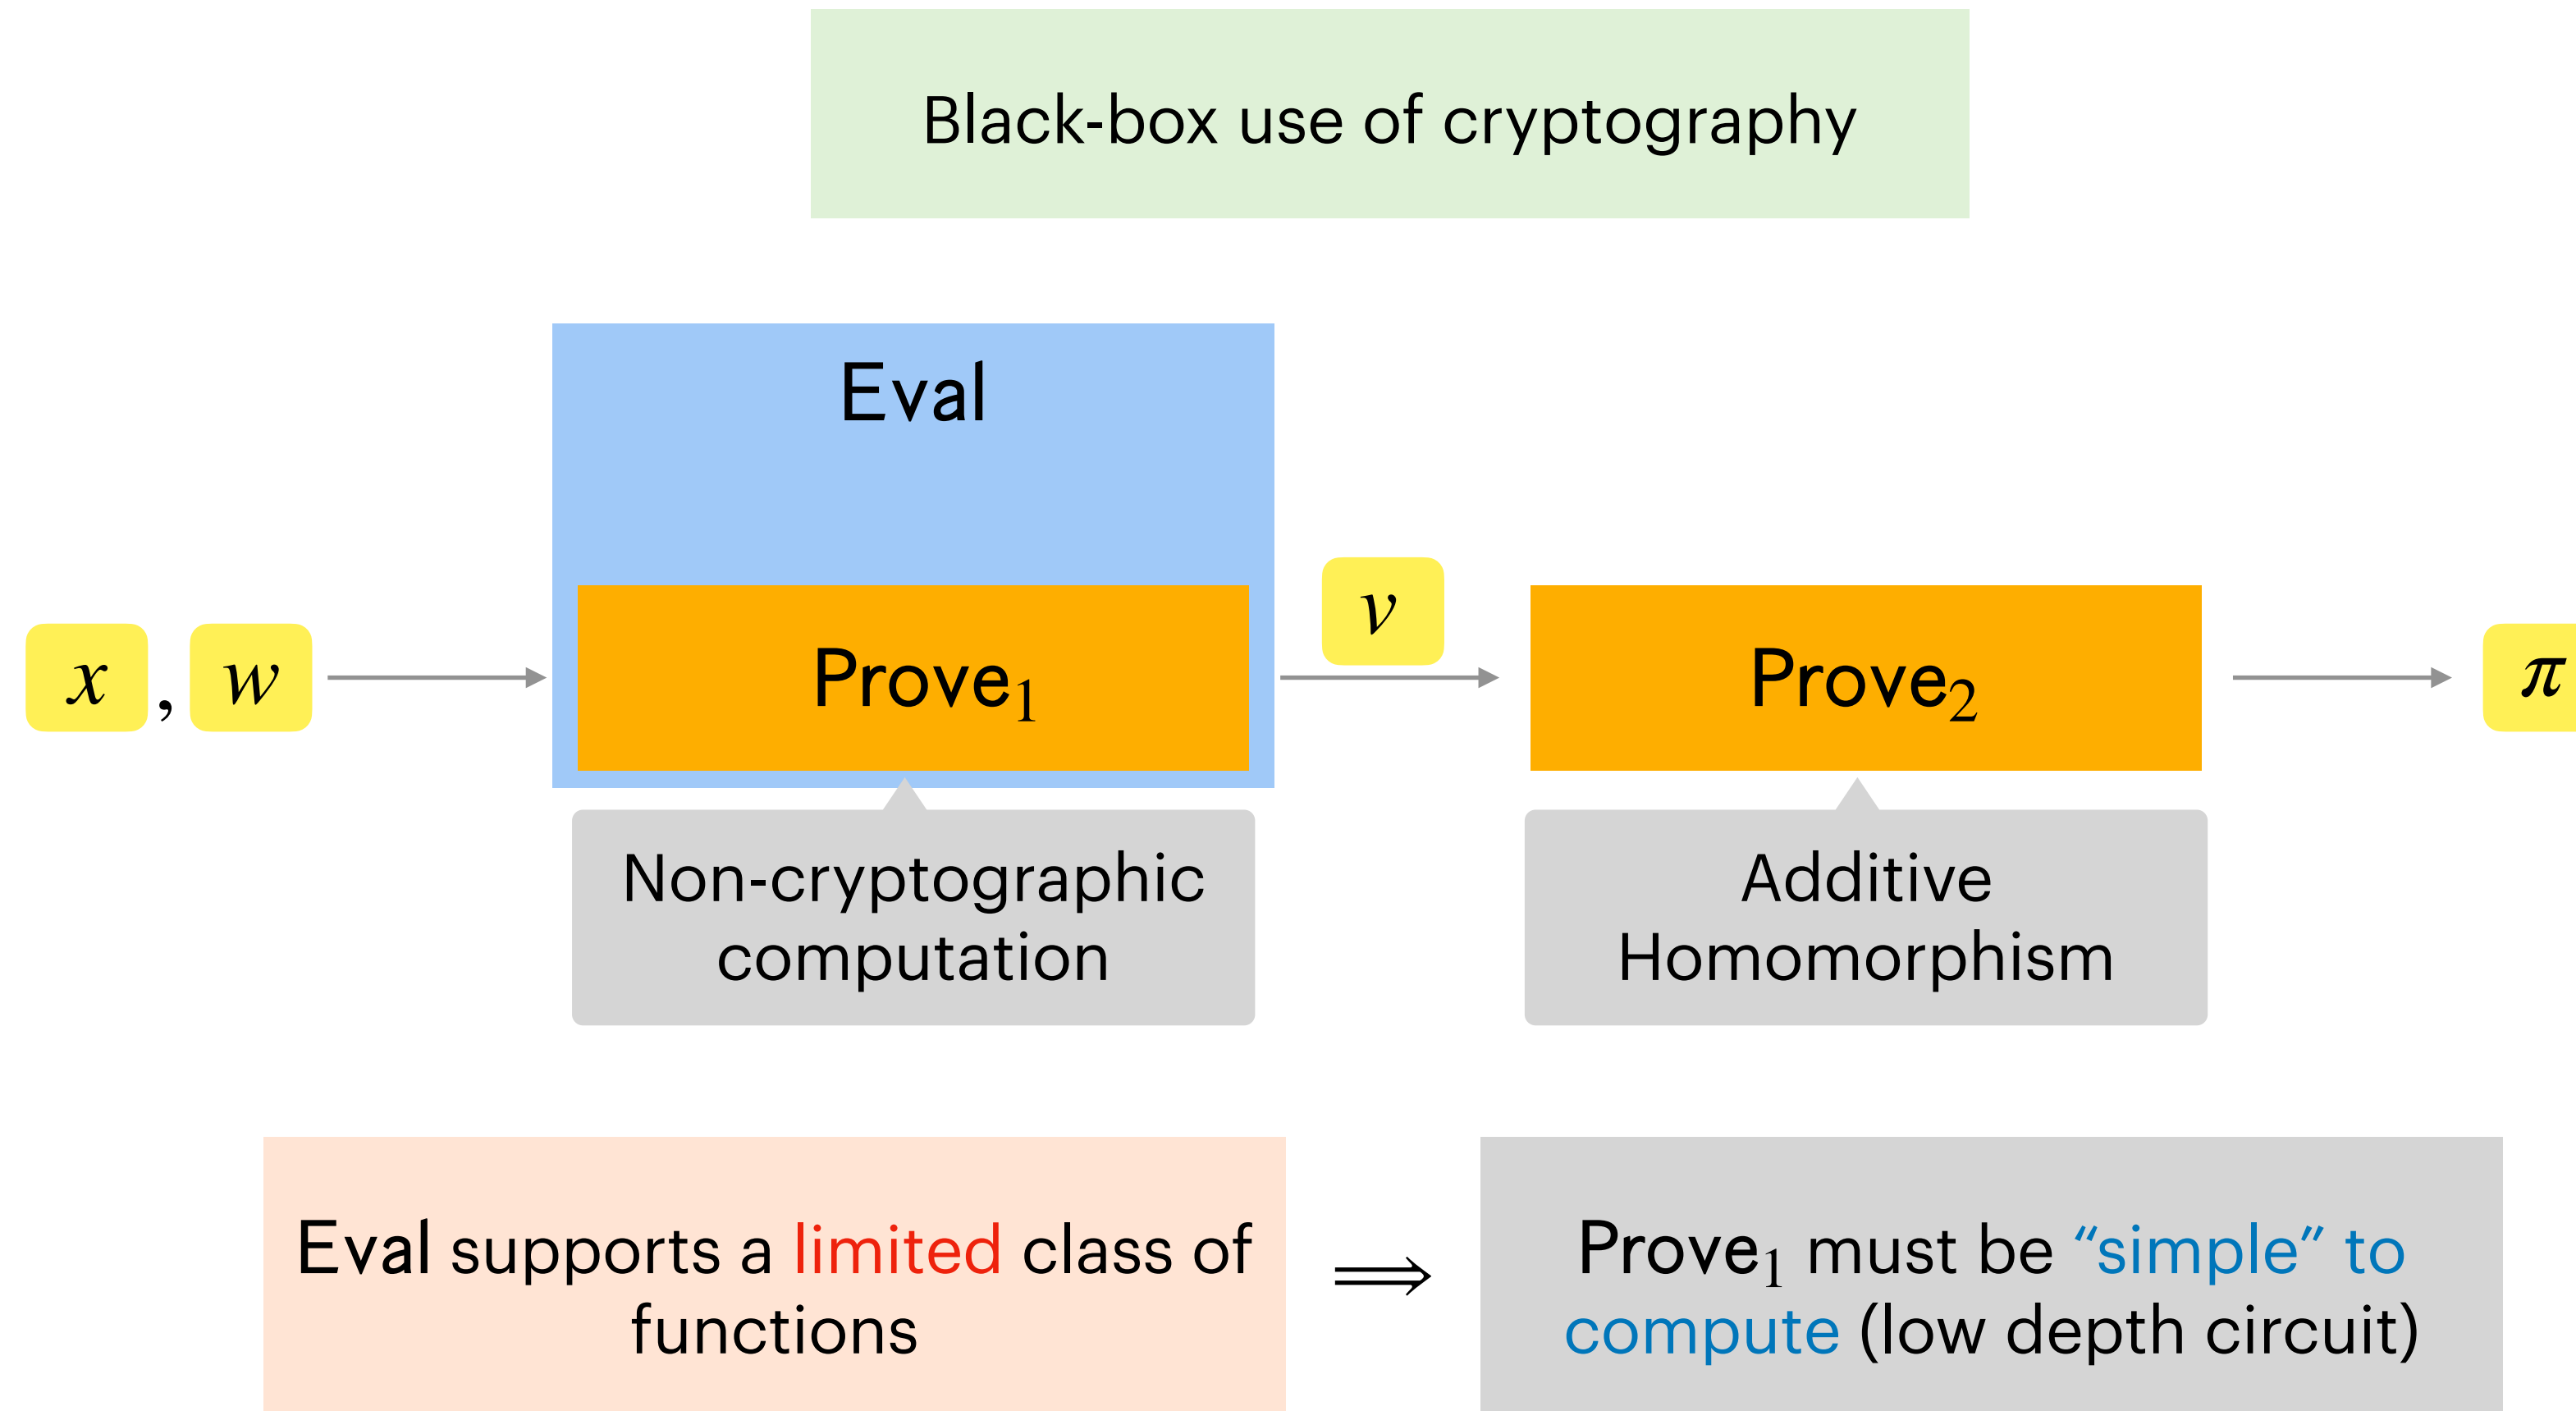 Black-box use of cryptography
Eval
x , w
Prove₁
v
Prove₂
π
Non-cryptographic
computation
Additive
Homomorphism
Eval supports a limited class of
functions
⟹
Prove₁ must be “simple” to
compute (low depth circuit)